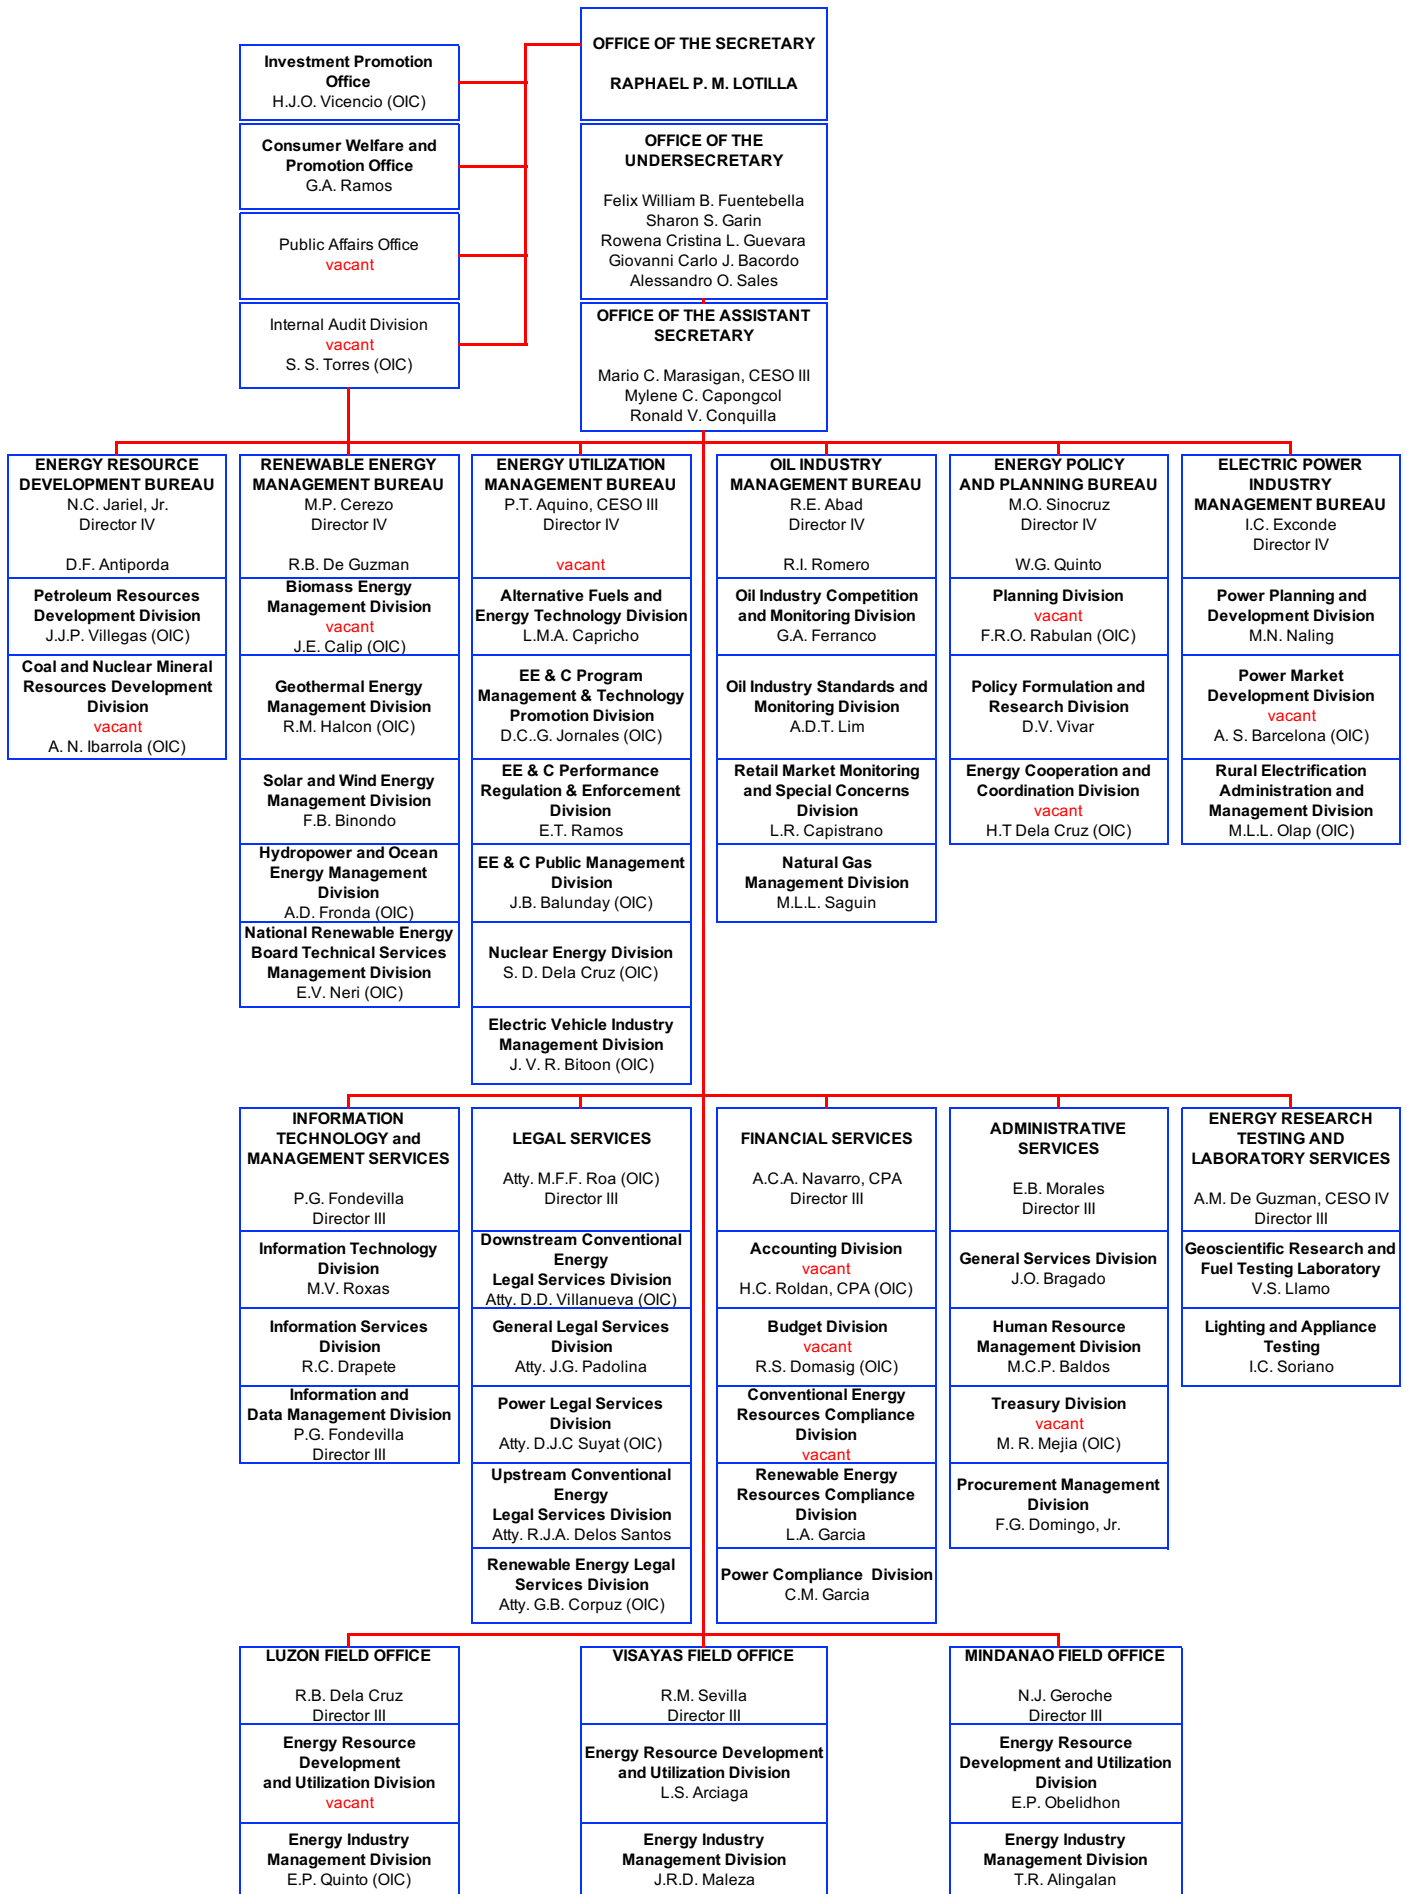 OFFICE OF THE SECRETARY
RAPHAEL P. M. LOTILLA
Investment Promotion
Office
H.J.O. Vicencio (OIC)
Consumer Welfare and
Promotion Office
G.A. Ramos
Public Affairs Office
vacant
Internal Audit Division
vacant
S. S. Torres (OIC)
OFFICE OF THE
UNDERSECRETARY
Felix William B. Fuentebella
Sharon S. Garin
Rowena Cristina L. Guevara
Giovanni Carlo J. Bacordo
Alessandro O. Sales
OFFICE OF THE ASSISTANT
SECRETARY
Mario C. Marasigan, CESO III
Mylene C. Capongcol
Ronald V. Conquilla
ENERGY RESOURCE
DEVELOPMENT BUREAU
N.C. Jariel, Jr.
Director IV
D.F. Antiporda
Petroleum Resources
Development Division
J.J.P. Villegas (OIC)
Coal and Nuclear Mineral
Resources Development
Division
vacant
A. N. Ibarrola (OIC)
RENEWABLE ENERGY
MANAGEMENT BUREAU
M.P. Cerezo
Director IV
R.B. De Guzman
Biomass Energy
Management Division
vacant
J.E. Calip (OIC)
Geothermal Energy
Management Division
R.M. Halcon (OIC)
Solar and Wind Energy
Management Division
F.B. Binondo
Hydropower and Ocean
Energy Management
Division
A.D. Fronda (OIC)
National Renewable Energy
Board Technical Services
Management Division
E.V. Neri (OIC)
ENERGY UTILIZATION
MANAGEMENT BUREAU
P.T. Aquino, CESO III
Director IV
vacant
Alternative Fuels and
Energy Technology Division
L.M.A. Capricho
EE & C Program
Management & Technology
Promotion Division
D.C..G. Jornales (OIC)
EE & C Performance
Regulation & Enforcement
Division
E.T. Ramos
EE & C Public Management
Division
J.B. Balunday (OIC)
Nuclear Energy Division
S. D. Dela Cruz (OIC)
Electric Vehicle Industry
Management Division
J. V. R. Bitoon (OIC)
OIL INDUSTRY
MANAGEMENT BUREAU
R.E. Abad
Director IV
R.I. Romero
Oil Industry Competition
and Monitoring Division
G.A. Ferranco
Oil Industry Standards and
Monitoring Division
A.D.T. Lim
Retail Market Monitoring
and Special Concerns
Division
L.R. Capistrano
Natural Gas
Management Division
M.L.L. Saguin
ENERGY POLICY
AND PLANNING BUREAU
M.O. Sinocruz
Director IV
W.G. Quinto
Planning Division
vacant
F.R.O. Rabulan (OIC)
Policy Formulation and
Research Division
D.V. Vivar
Energy Cooperation and
Coordination Division
vacant
H.T Dela Cruz (OIC)
ELECTRIC POWER
INDUSTRY
MANAGEMENT BUREAU
I.C. Exconde
Director IV
Power Planning and
Development Division
M.N. Naling
Power Market
Development Division
vacant
A. S. Barcelona (OIC)
Rural Electrification
Administration and
Management Division
M.L.L. Olap (OIC)
INFORMATION
TECHNOLOGY and
MANAGEMENT SERVICES
P.G. Fondevilla
Director III
Information Technology
Division
M.V. Roxas
Information Services
Division
R.C. Drapete
Information and
Data Management Division
P.G. Fondevilla
Director III
LEGAL SERVICES
Atty. M.F.F. Roa (OIC)
Director III
Downstream Conventional
Energy
Legal Services Division
Atty. D.D. Villanueva (OIC)
General Legal Services
Division
Atty. J.G. Padolina
Power Legal Services
Division
Atty. D.J.C Suyat (OIC)
Upstream Conventional
Energy
Legal Services Division
Atty. R.J.A. Delos Santos
Renewable Energy Legal
Services Division
Atty. G.B. Corpuz (OIC)
FINANCIAL SERVICES
A.C.A. Navarro, CPA
Director III
Accounting Division
vacant
H.C. Roldan, CPA (OIC)
Budget Division
vacant
R.S. Domasig (OIC)
Conventional Energy
Resources Compliance
Division
vacant
Renewable Energy
Resources Compliance
Division
L.A. Garcia
Power Compliance Division
C.M. Garcia
ADMINISTRATIVE
SERVICES
E.B. Morales
Director III
General Services Division
J.O. Bragado
Human Resource
Management Division
M.C.P. Baldos
Treasury Division
vacant
M. R. Mejia (OIC)
Procurement Management
Division
F.G. Domingo, Jr.
ENERGY RESEARCH
TESTING AND
LABORATORY SERVICES
A.M. De Guzman, CESO IV
Director III
Geoscientific Research and
Fuel Testing Laboratory
V.S. Llamo
Lighting and Appliance
Testing
I.C. Soriano
LUZON FIELD OFFICE
R.B. Dela Cruz
Director III
Energy Resource
Development
and Utilization Division
vacant
Energy Industry
Management Division
E.P. Quinto (OIC)
VISAYAS FIELD OFFICE
R.M. Sevilla
Director III
Energy Resource Development
and Utilization Division
L.S. Arciaga
Energy Industry
Management Division
J.R.D. Maleza
MINDANAO FIELD OFFICE
N.J. Geroche
Director III
Energy Resource
Development and Utilization
Division
E.P. Obelidhon
Energy Industry
Management Division
T.R. Alingalan